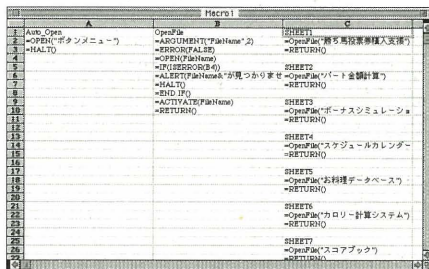 Macro1
A B C
1 Auto_Open OpenFile SHEET1
2 =OPEN("ボタンメニュー") =ARGUMENT("FileName",2) =OpenFile("勝ち馬投票券購入支援")
3 =HALT() =ERROR(FALSE) =RETURN()
4 =OPEN(FileName)
5 =IF(ISERROR(B4)) SHEET2
6 =ALERT(FileName&"が見つかりませ =OpenFile("パート金額計算")
7 =HALT() =RETURN()
8 =END IF()
9 =ACTIVATE(FileName) SHEET3
10 =RETURN() =OpenFile("ボーナスシミュレーショ
11 =RETURN()
12
13 SHEET4
14 =OpenFile("スケジュールカレンダー
15 =RETURN()
16
17 SHEET5
18 =OpenFile("お料理データベース")
19 =RETURN()
20
21 SHEET6
22 =OpenFile("カロリー計算システム")
23 =RETURN()
24
25 SHEET7
26 =OpenFile("スコアブック")
=RETURN()